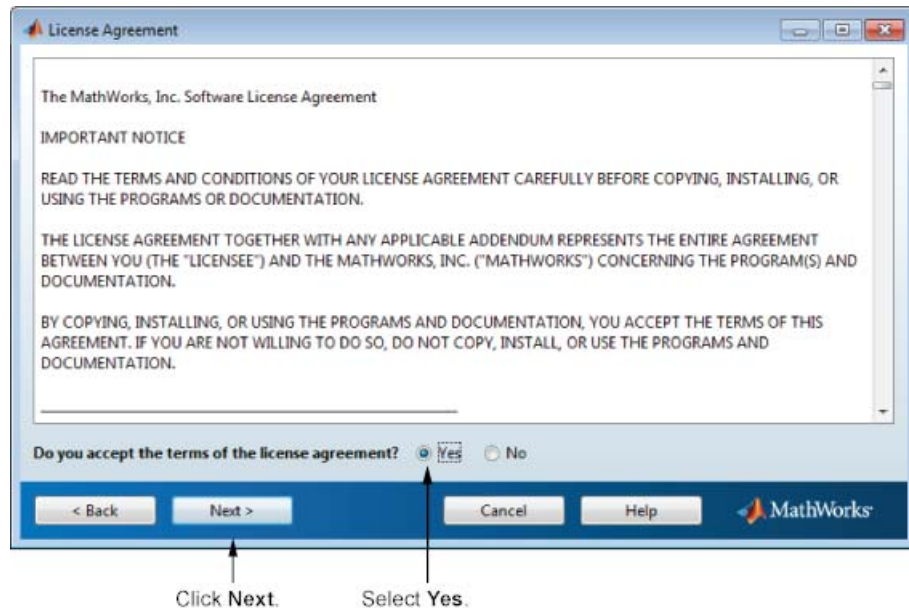 License Agreement
The MathWorks, Inc. Software License Agreement
IMPORTANT NOTICE
READ THE TERMS AND CONDITIONS OF YOUR LICENSE AGREEMENT CAREFULLY BEFORE COPYING, INSTALLING, OR
USING THE PROGRAMS OR DOCUMENTATION.
THE LICENSE AGREEMENT TOGETHER WITH ANY APPLICABLE ADDENDUM REPRESENTS THE ENTIRE AGREEMENT
BETWEEN YOU (THE "LICENSEE") AND THE MATHWORKS, INC. ("MATHWORKS") CONCERNING THE PROGRAM(S) AND
DOCUMENTATION.
BY COPYING, INSTALLING, OR USING THE PROGRAMS AND DOCUMENTATION, YOU ACCEPT THE TERMS OF THIS
AGREEMENT. IF YOU ARE NOT WILLING TO DO SO, DO NOT COPY, INSTALL, OR USE THE PROGRAMS AND
DOCUMENTATION.
Do you accept the terms of the license agreement? Yes No
< Back Next > Cancel Help MathWorks
Click Next. Select Yes.